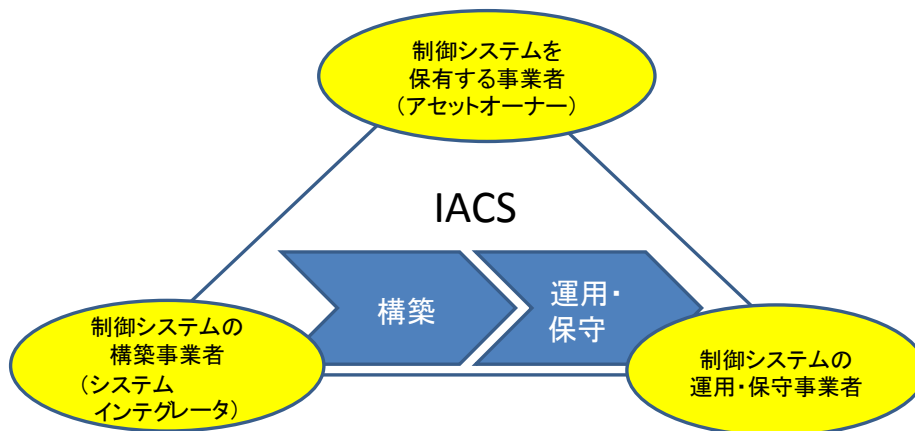 制御システムを
保有する事業者
（アセットオーナー）
IACS
構築
運用・
保守
制御システムの
構築事業者
（システム
インテグレータ）
制御システムの
運用・保守事業者